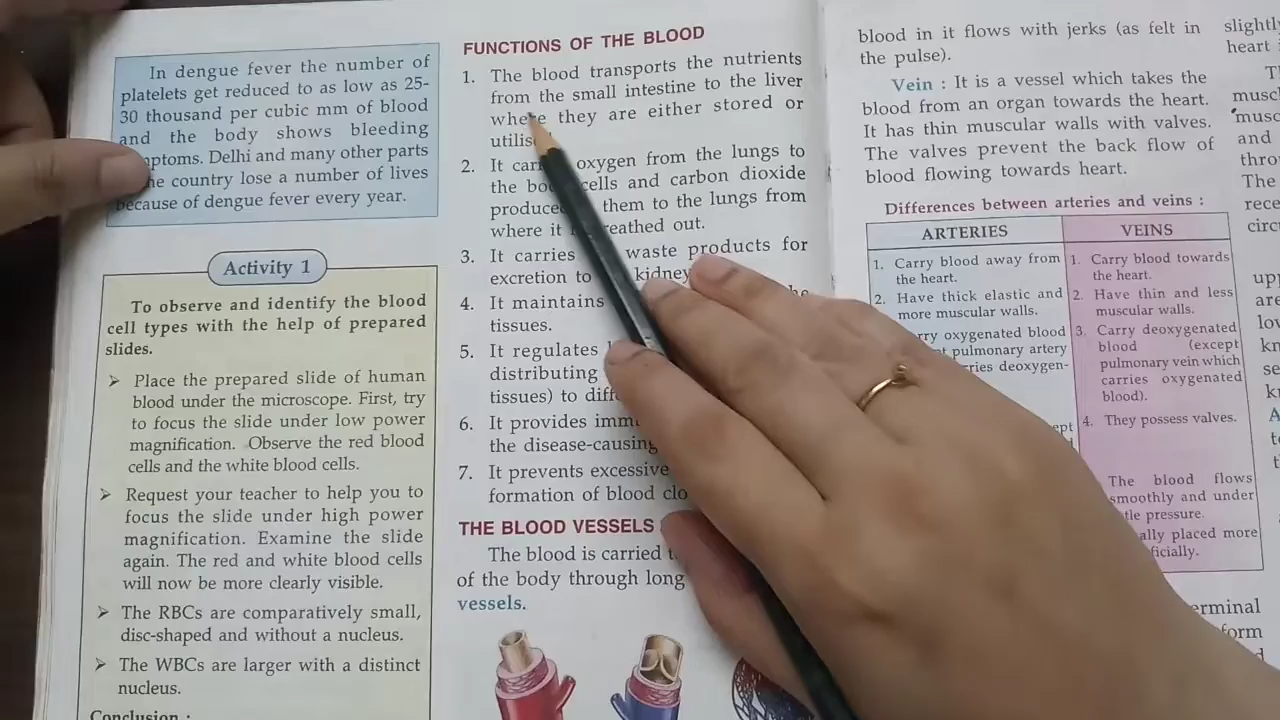 In dengue fever the number of
platelets get reduced to as low as 25-
30 thousand per cubic mm of blood
and the body shows bleeding
Delhi and many other parts
country lose a number of lives
because of dengue fever every year.
Activity 1
To observe and identify the blood
cell types with the help of prepared
slides.
➢ Place the prepared slide of human
blood under the microscope. First, try
to focus the slide under low power
magnification. Observe the red blood
cells and the white blood cells.
➢ Request your teacher to help you to
focus the slide under high power
magnification. Examine the slide
again. The red and white blood cells
will now be more clearly visible.
➢ The RBCs are comparatively small,
disc-shaped and without a nucleus.
➢ The WBCs are larger with a distinct
nucleus.
Conclusion :
FUNCTIONS OF THE BLOOD
1. The blood transports the nutrients
from the small intestine to the liver
where they are either stored or
2. It oxygen from the lungs to
the cells and carbon dioxide
them to the lungs from
where it out.
3. It carries waste products for
excretion to
4. It maintains
tissues.
5. It regulates
distributing
tissues) to
6. It provides
the disease-causing
7. It prevents excessive
formation of blood
THE BLOOD VESSELS
The blood is carried
of the body through long
vessels.
blood in it flows with jerks (as felt in
the pulse).
Vein : It is a vessel which takes the
blood from an organ towards the heart.
It has thin muscular walls with valves.
The valves prevent the back flow of
blood flowing towards heart.
Differences between arteries and veins :
ARTERIES
1. Carry blood away from
the heart.
2. Have thick elastic and
more muscular walls.
oxygenated blood
pulmonary artery
VEINS
1. Carry blood towards
the heart.
2. Have thin and less
muscular walls.
3. Carry deoxygenated
blood (except
pulmonary vein which
carries oxygenated
blood).
4. They possess valves.
The blood flows
smoothly and under
pressure.
placed more
heart
and
The